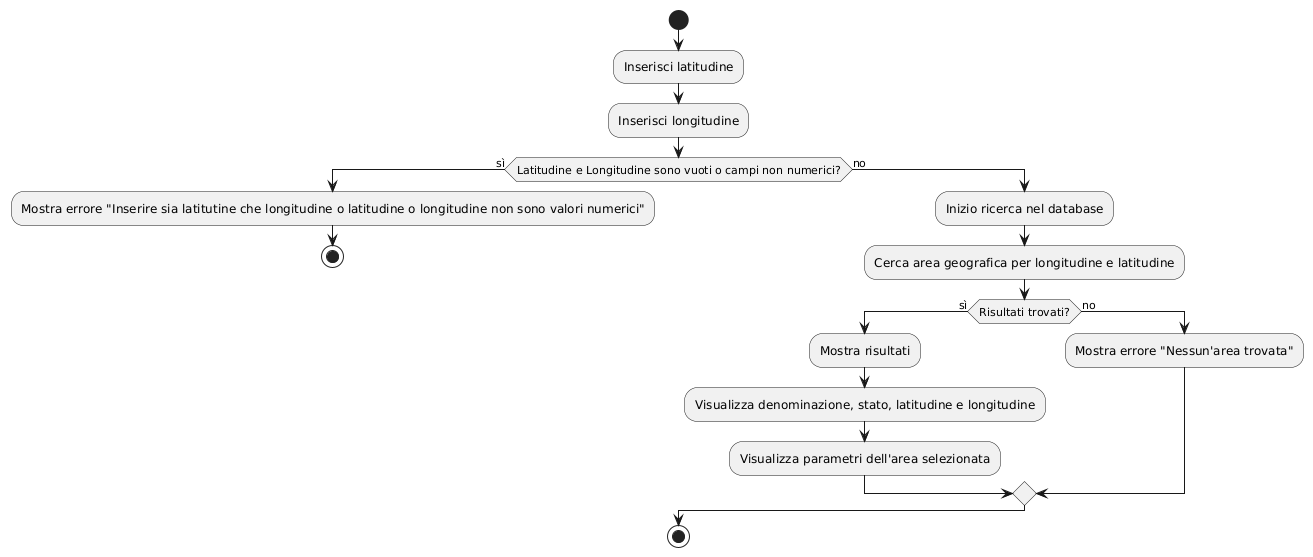 Inserisci latitudine
Inserisci longitudine
sì
Latitudine e Longitudine sono vuoti o campi non numerici?
no
Mostra errore "Inserire sia latitutine che longitudine o latitudine o longitudine non sono valori numerici"
Inizio ricerca nel database
Cerca area geografica per longitudine e latitudine
sì
Risultati trovati?
no
Mostra risultati
Mostra errore "Nessun'area trovata"
Visualizza denominazione, stato, latitudine e longitudine
Visualizza parametri dell'area selezionata